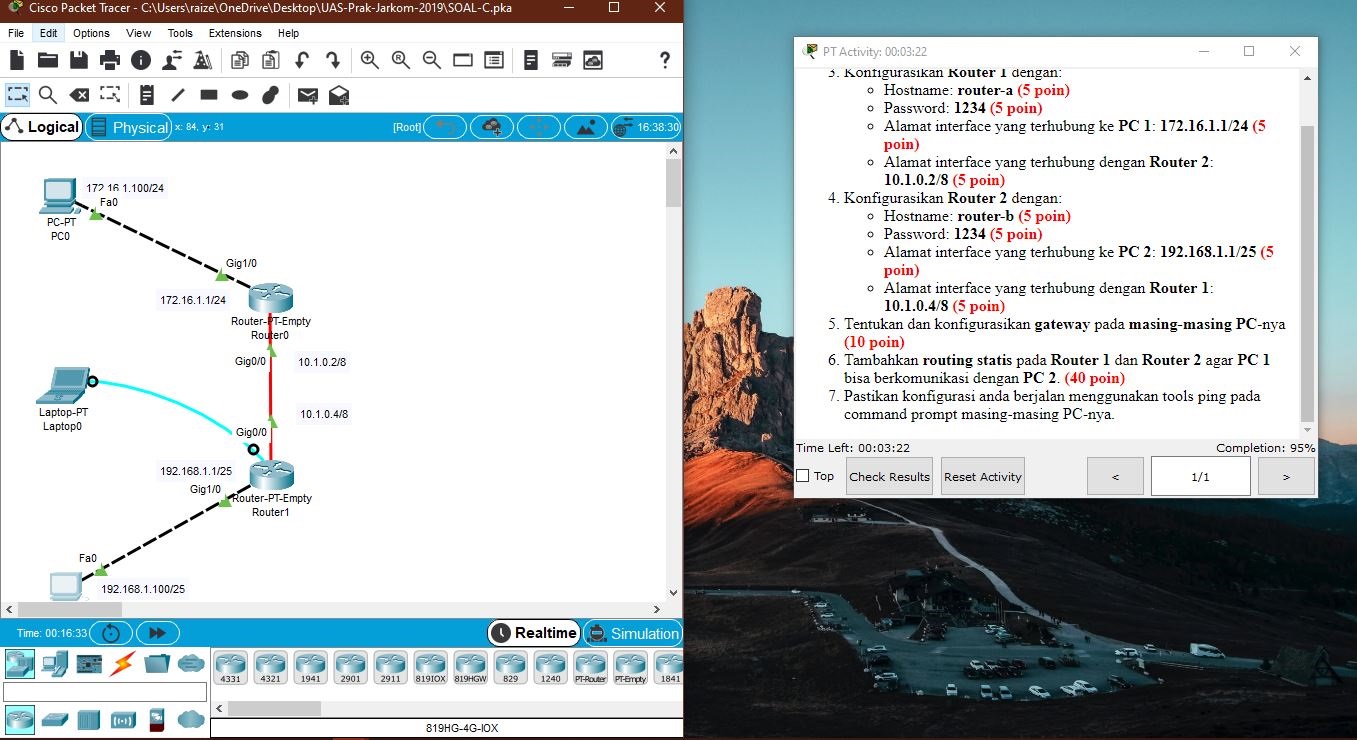 Cisco Packet Tracer - C:\Users\raize\OneDrive\Desktop\UAS-Prak-Jarkom-2019\SOAL-C.pka
File Edit Options View Tools Extensions Help
?
Logical Physical x: 84, y: 31 [Root] 16:38:30
172.16.1.100/24
Fa0
PC-PT
PC0
Gig1/0
172.16.1.1/24
Router-PT-Empty
Router0
Gig0/0
10.1.0.2/8
Laptop-PT
Laptop0
10.1.0.4/8
Gig0/0
192.168.1.1/25
Gig1/0
Router-PT-Empty
Router1
Fa0
192.168.1.100/25
Time: 00:16:33
Realtime Simulation
4331 4321 1941 2901 2911 819IOX 819HGW 829 1240 PT-Router PT-Empty 1841
819HG-4G-IOX
PT Activity: 00:03:22
3. Konfigurasikan Router 1 dengan:
Hostname: router-a (5 poin)
Password: 1234 (5 poin)
Alamat interface yang terhubung ke PC 1: 172.16.1.1/24 (5
poin)
Alamat interface yang terhubung dengan Router 2:
10.1.0.2/8 (5 poin)
4. Konfigurasikan Router 2 dengan:
Hostname: router-b (5 poin)
Password: 1234 (5 poin)
Alamat interface yang terhubung ke PC 2: 192.168.1.1/25 (5
poin)
Alamat interface yang terhubung dengan Router 1:
10.1.0.4/8 (5 poin)
5. Tentukan dan konfigurasikan gateway pada masing-masing PC-nya
(10 poin)
6. Tambahkan routing statis pada Router 1 dan Router 2 agar PC 1
bisa berkomunikasi dengan PC 2. (40 poin)
7. Pastikan konfigurasi anda berjalan menggunakan tools ping pada
command prompt masing-masing PC-nya.
Time Left: 00:03:22 Completion: 95%
Top Check Results Reset Activity < 1/1 >